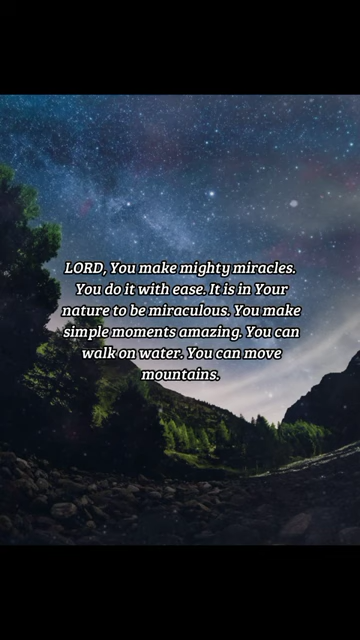 LORD, You make mighty miracles.
You do it with ease. It is in Your
nature to be miraculous. You make
simple moments amazing. You can
walk on water. You can move
mountains.